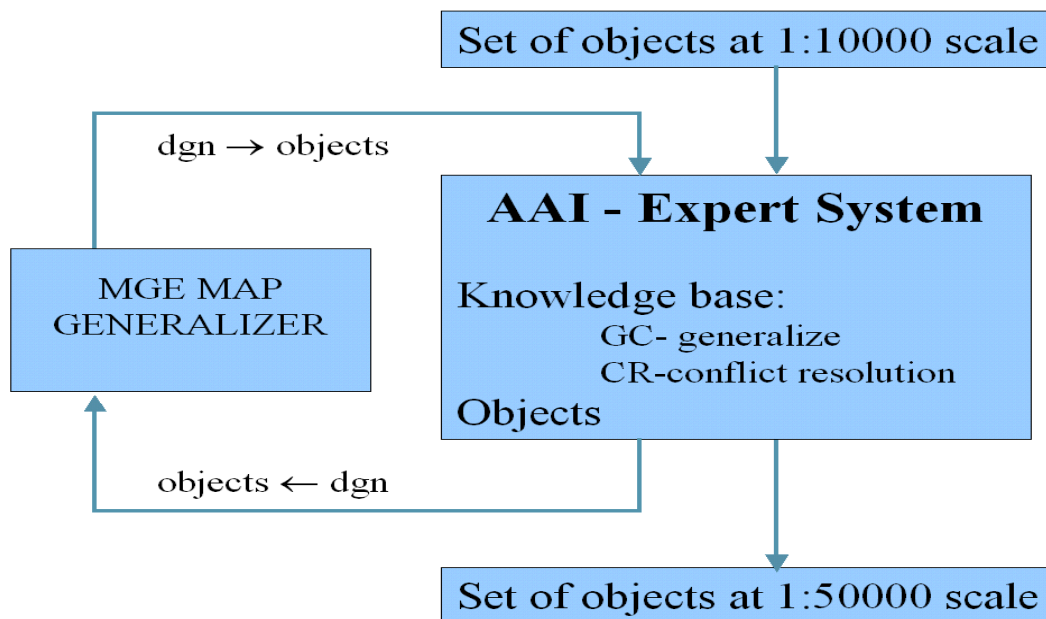 Set of objects at 1:10000 scale
dgn → objects
AAI - Expert System
MGE MAP
GENERALIZER
Knowledge base:
GC- generalize
CR-conflict resolution
Objects
objects ← dgn
Set of objects at 1:50000 scale